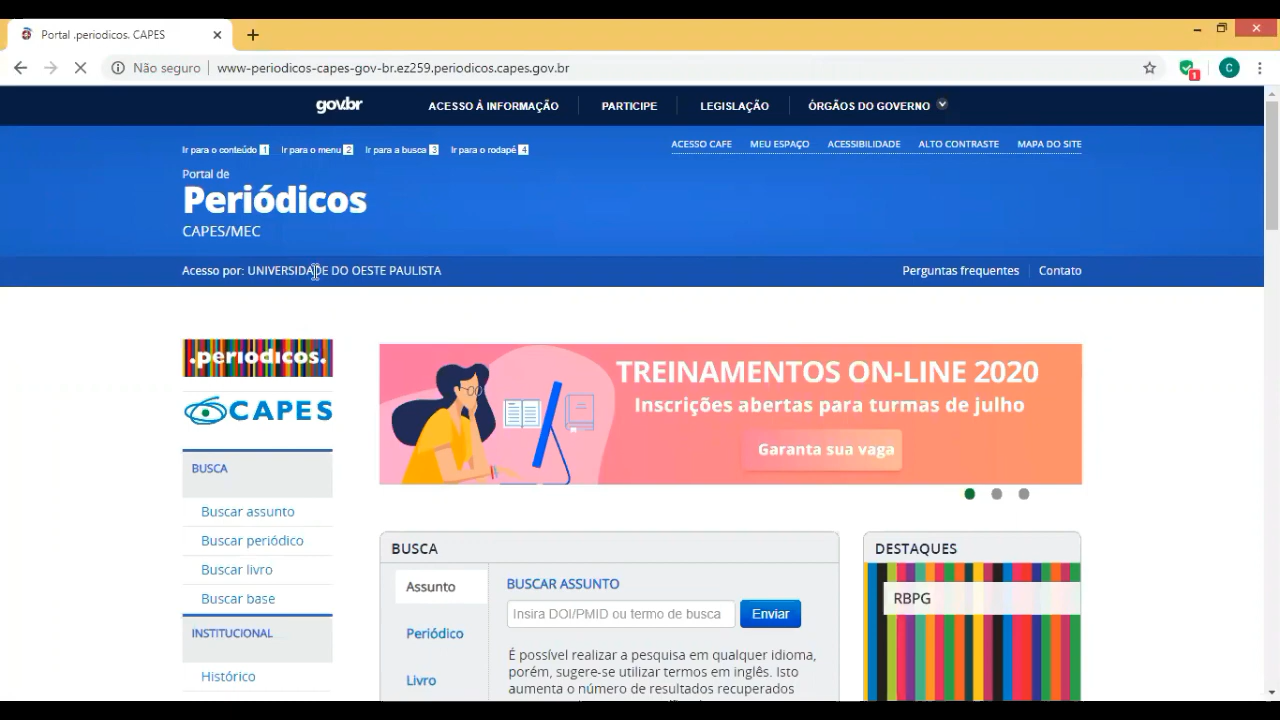 Portal .periodicos. CAPES
Não seguro www-periodicos-capes-gov-br.ez259.periodicos.capes.gov.br
1
C
gov.br ACESSO À INFORMAÇÃO PARTICIPE LEGISLAÇÃO ÓRGÃOS DO GOVERNO
Ir para o conteúdo 1 Ir para o menu 2 Ir para a busca 3 Ir para o rodapé 4
ACESSO CAFE MEU ESPAÇO ACESSIBILIDADE ALTO CONTRASTE MAPA DO SITE
Portal de
Periódicos
CAPES/MEC
Acesso por: UNIVERSIDADE DO OESTE PAULISTA
Perguntas frequentes Contato
.periodicos.
CAPES
BUSCA
Buscar assunto
Buscar periódico
Buscar livro
Buscar base
INSTITUCIONAL
Histórico
TREINAMENTOS ON-LINE 2020
Inscrições abertas para turmas de julho
Garanta sua vaga
BUSCA
Assunto
Periódico
Livro
BUSCAR ASSUNTO
Insira DOI/PMID ou termo de busca Enviar
É possível realizar a pesquisa em qualquer idioma,
porém, sugere-se utilizar termos em inglês. Isto
aumenta o número de resultados recuperados
DESTAQUES
RBPG